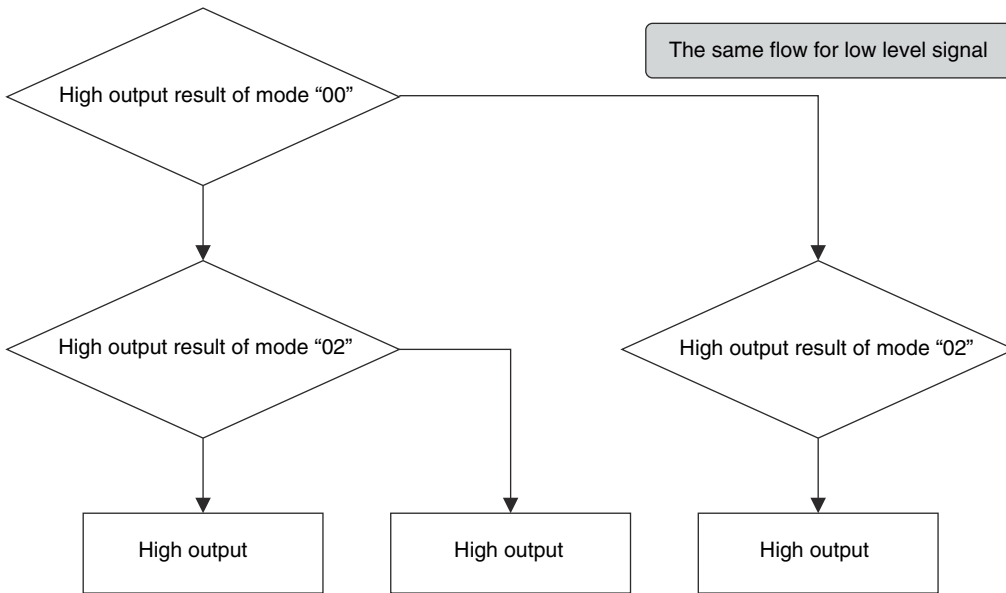 The same flow for low level signal
High output result of mode “00”
High output result of mode “02”
High output result of mode “02”
High output
High output
High output